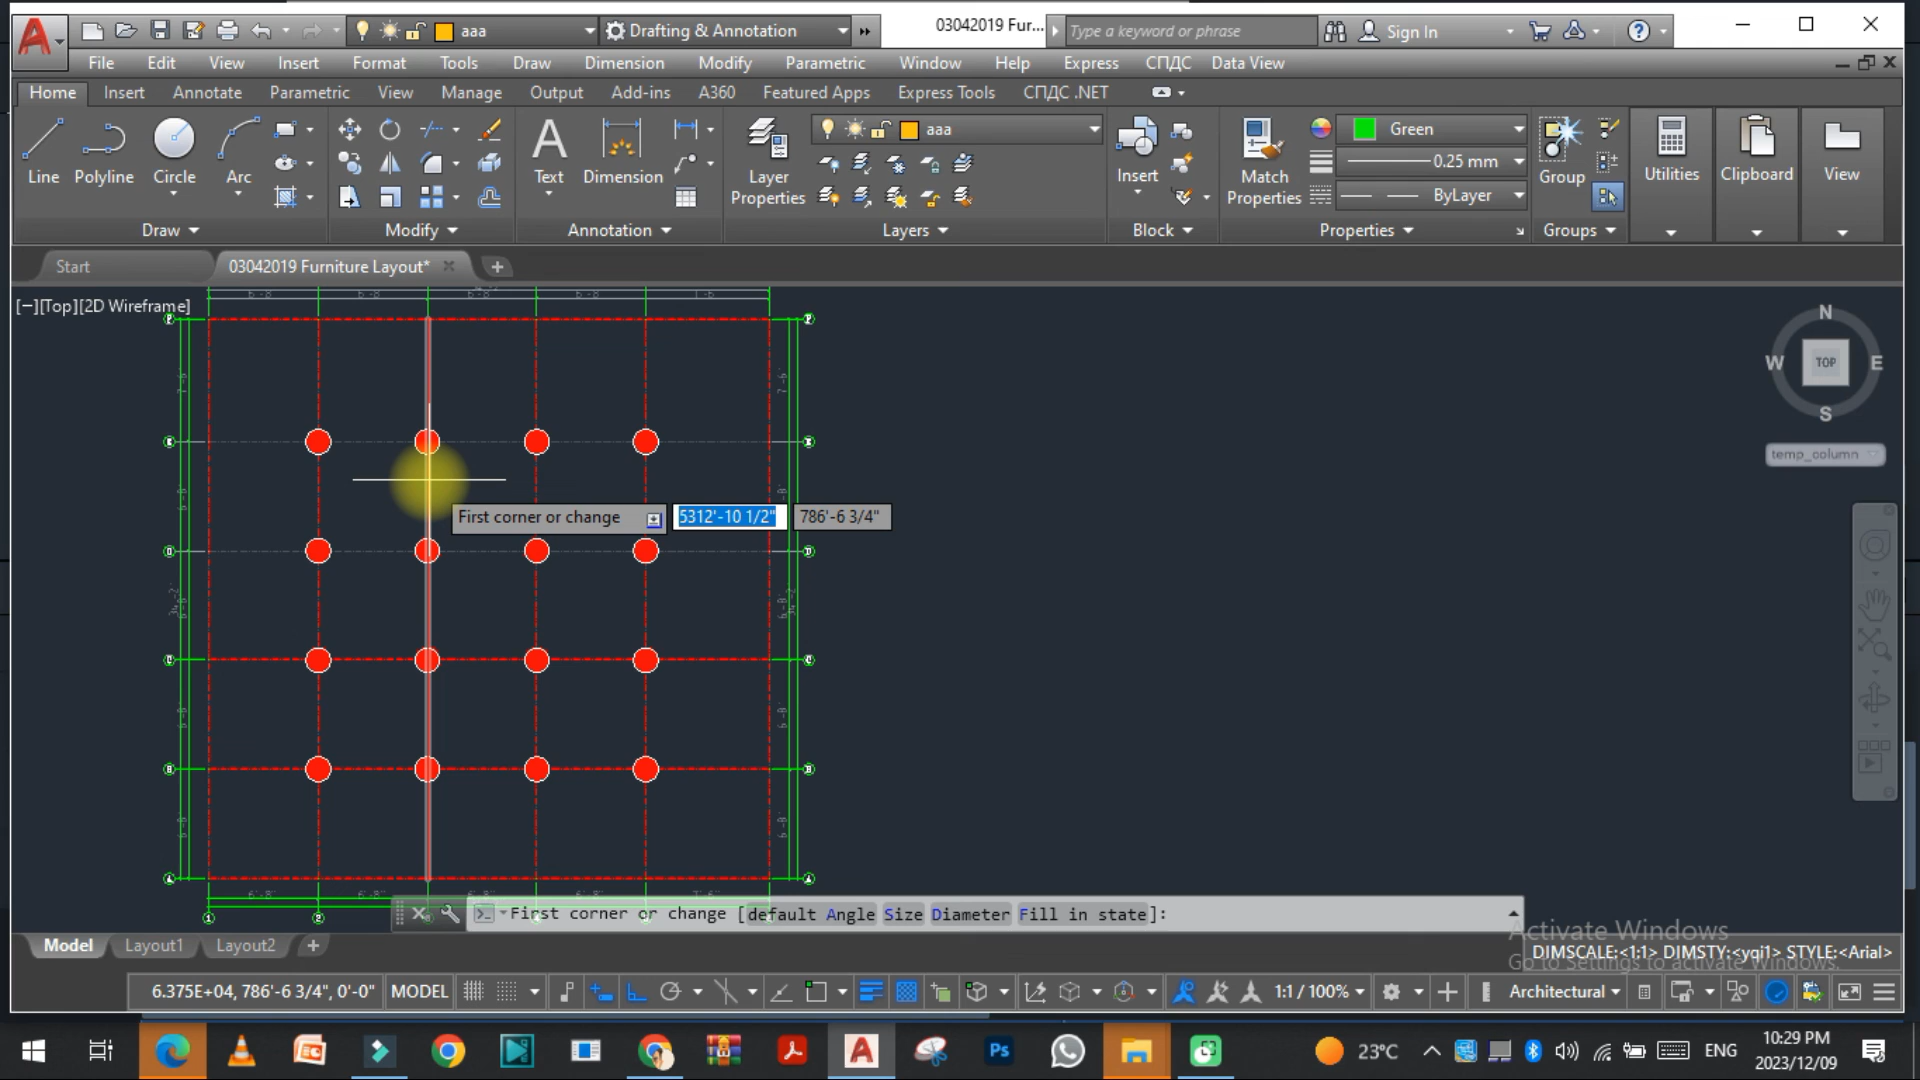 aaa
Drafting & Annotation
03042019 Fur...
Type a keyword or phrase
Sign In
File Edit View Insert Format Tools Draw Dimension Modify Parametric Window Help Express СПДС Data View
Home Insert Annotate Parametric View Manage Output Add-ins A360 Featured Apps Express Tools СПДС .NET
aaa
Green
0.25 mm
ByLayer
Line Polyline Circle Arc
Text Dimension
Layer Properties
Insert
Match Properties
Group
Utilities
Clipboard
View
Draw Modify Annotation Layers Block Properties Groups
Start
03042019 Furniture Layout*
[−][Top][2D Wireframe]
N
W TOP E
S
temp_column
First corner or change
5312'-10 1/2"
786'-6 3/4"
First corner or change [default Angle Size Diameter Fill in state]:
Activate Windows
Go to Settings to activate Windows.
DIMSCALE:<1:1> DIMSTY:<yqi1> STYLE:<Arial>
Model Layout1 Layout2
6.375E+04, 786'-6 3/4", 0'-0"
MODEL
1:1 / 100%
Architectural
Ps
23°C
ENG
10:29 PM
2023/12/09